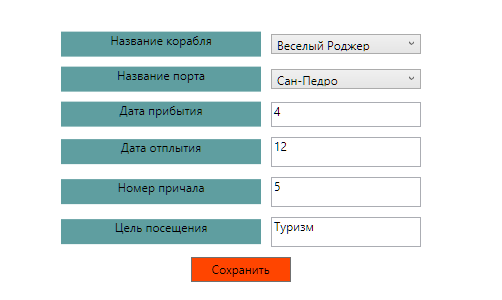 Название корабля Веселый Роджер
Название порта Сан-Педро
Дата прибытия 4
Дата отплытия 12
Номер причала 5
Цель посещения Туризм
Сохранить